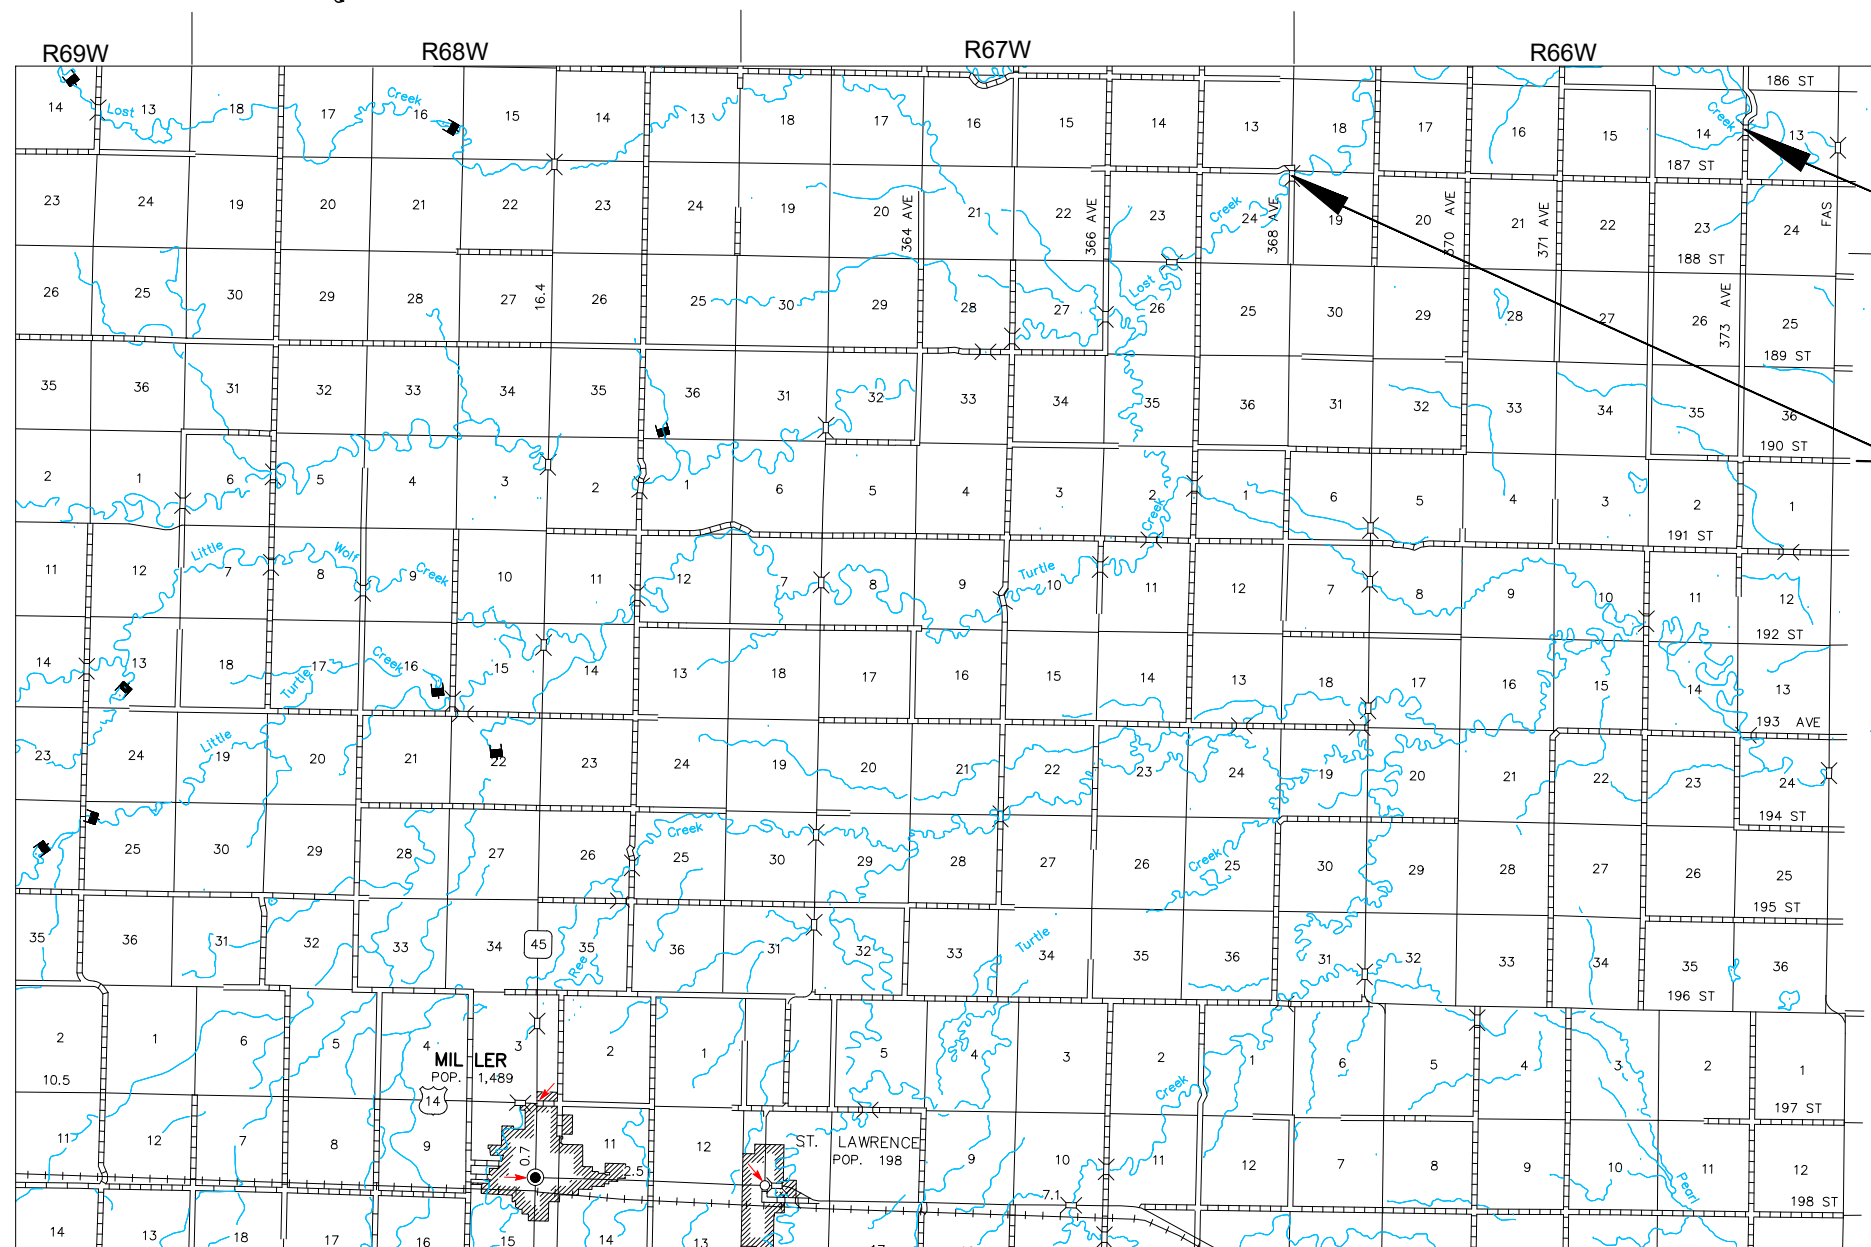 R69W R68W R67W R66W
186 ST
14 13 18 17 16 15 14 13 18 17 16 15 14 13 18 17 16 15 14 13
Lost Creek Creek
187 ST
23 24 19 20 21 22 23 24 19 20 21 22 23 24 19 20 21 22 23 24
364 AVE 366 AVE Creek 368 AVE 370 AVE 371 AVE FAS
188 ST
26 25 30 29 28 27 26 25 30 29 28 27 26 25 30 29 28 27 26 25
16.4 Lost 373 AVE
189 ST
35 36 31 32 33 34 35 36 31 32 33 34 35 36 31 32 33 34 35 36
190 ST
2 1 6 5 4 3 2 1 6 5 4 3 2 1 6 5 4 3 2 1
Creek
191 ST
Little Wolf Creek Turtle
11 12 7 8 9 10 11 12 7 8 9 10 11 12 7 8 9 10 11 12
192 ST
14 13 18 17 16 15 14 13 18 17 16 15 14 13 18 17 16 15 14 13
Turtle Creek
193 AVE
Little
23 24 19 20 21 22 23 24 19 20 21 22 23 24 19 20 21 22 23 24
194 ST
Creek Creek
25 30 29 28 27 26 25 30 29 28 27 26 25 30 29 28 27 26 25
195 ST
35 36 31 32 33 34 45 35 36 31 32 33 34 35 36 31 32 33 34 35 36
Ree Turtle
196 ST
2 1 6 5 4 3 2 1 5 4 3 2 1 6 5 4 3 2 1
MILLER
POP. 1,489
10.5
14
Creek
197 ST
11 12 7 8 9 11 12 9 10 11 12 7 8 9 10 11 12
ST. LAWRENCE
POP. 198
0.7 2.5 7.1
Pearl
198 ST
14 13 18 17 16 15 14 13